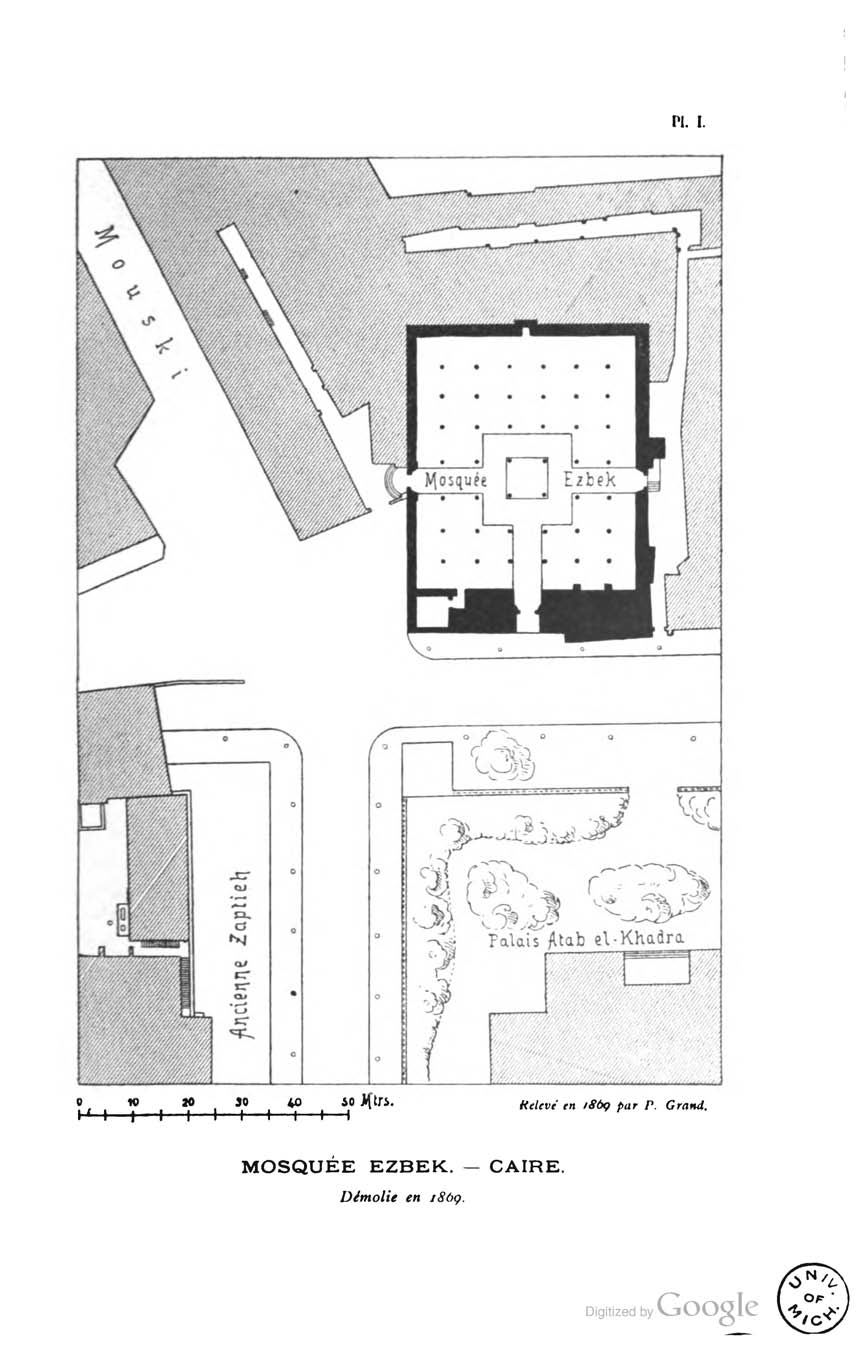 Pl. I.
Mouski
Mosquée Ezbek
Ancienne Zaptieh
Palais Atab el-Khadra
0 10 20 30 40 50 Mtrs.
Relevé en 1869 par P. Grand.
MOSQUÉE EZBEK. — CAIRE.
Démolie en 1869.
Digitized by Google
UNIV. OF MICH.